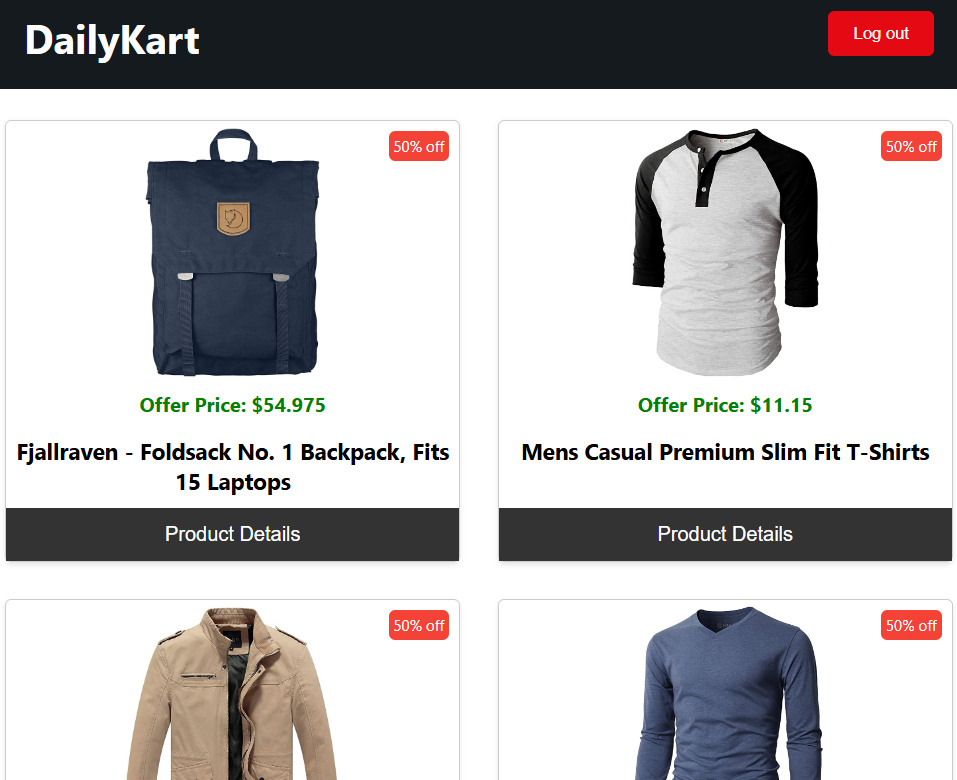 DailyKart
Log out
50% off
50% off
Offer Price: $54.975
Offer Price: $11.15
Fjallraven - Foldsack No. 1 Backpack, Fits
15 Laptops
Mens Casual Premium Slim Fit T-Shirts
Product Details
Product Details
50% off
50% off